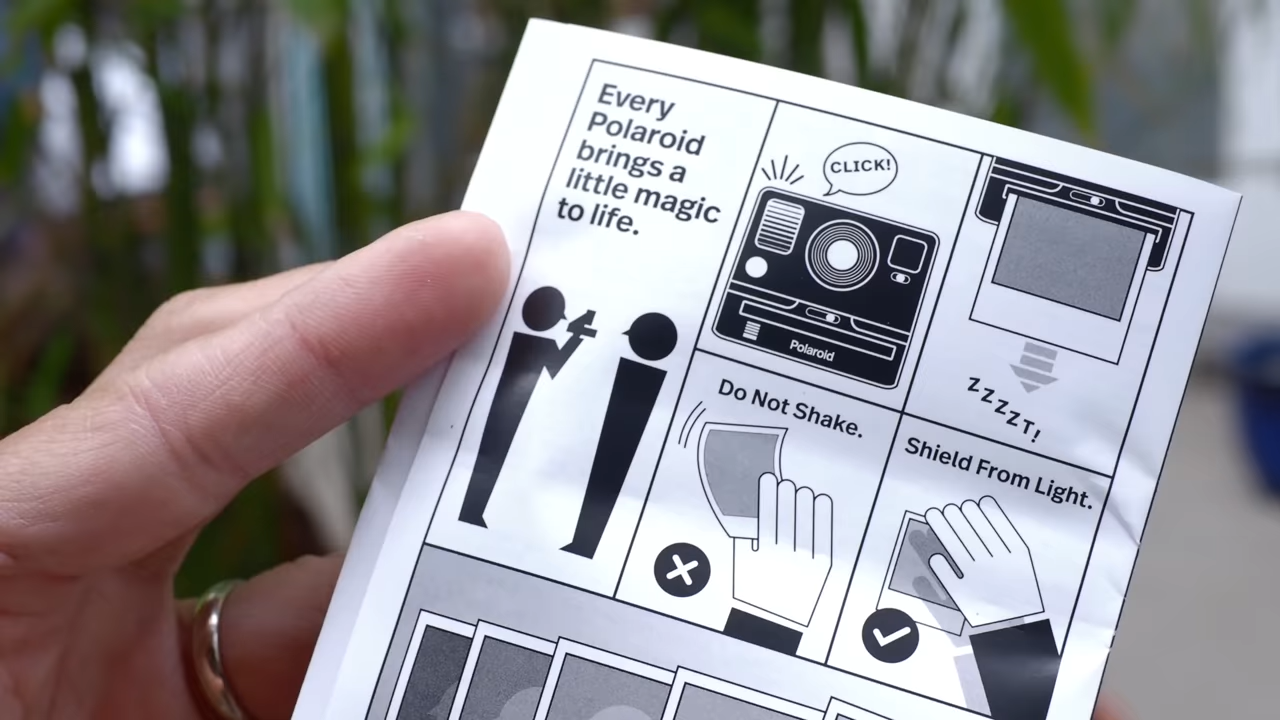 Every
Polaroid
brings a
little magic
to life.
CLICK!
Polaroid
ZZZZT!
Do Not Shake.
Shield From Light.